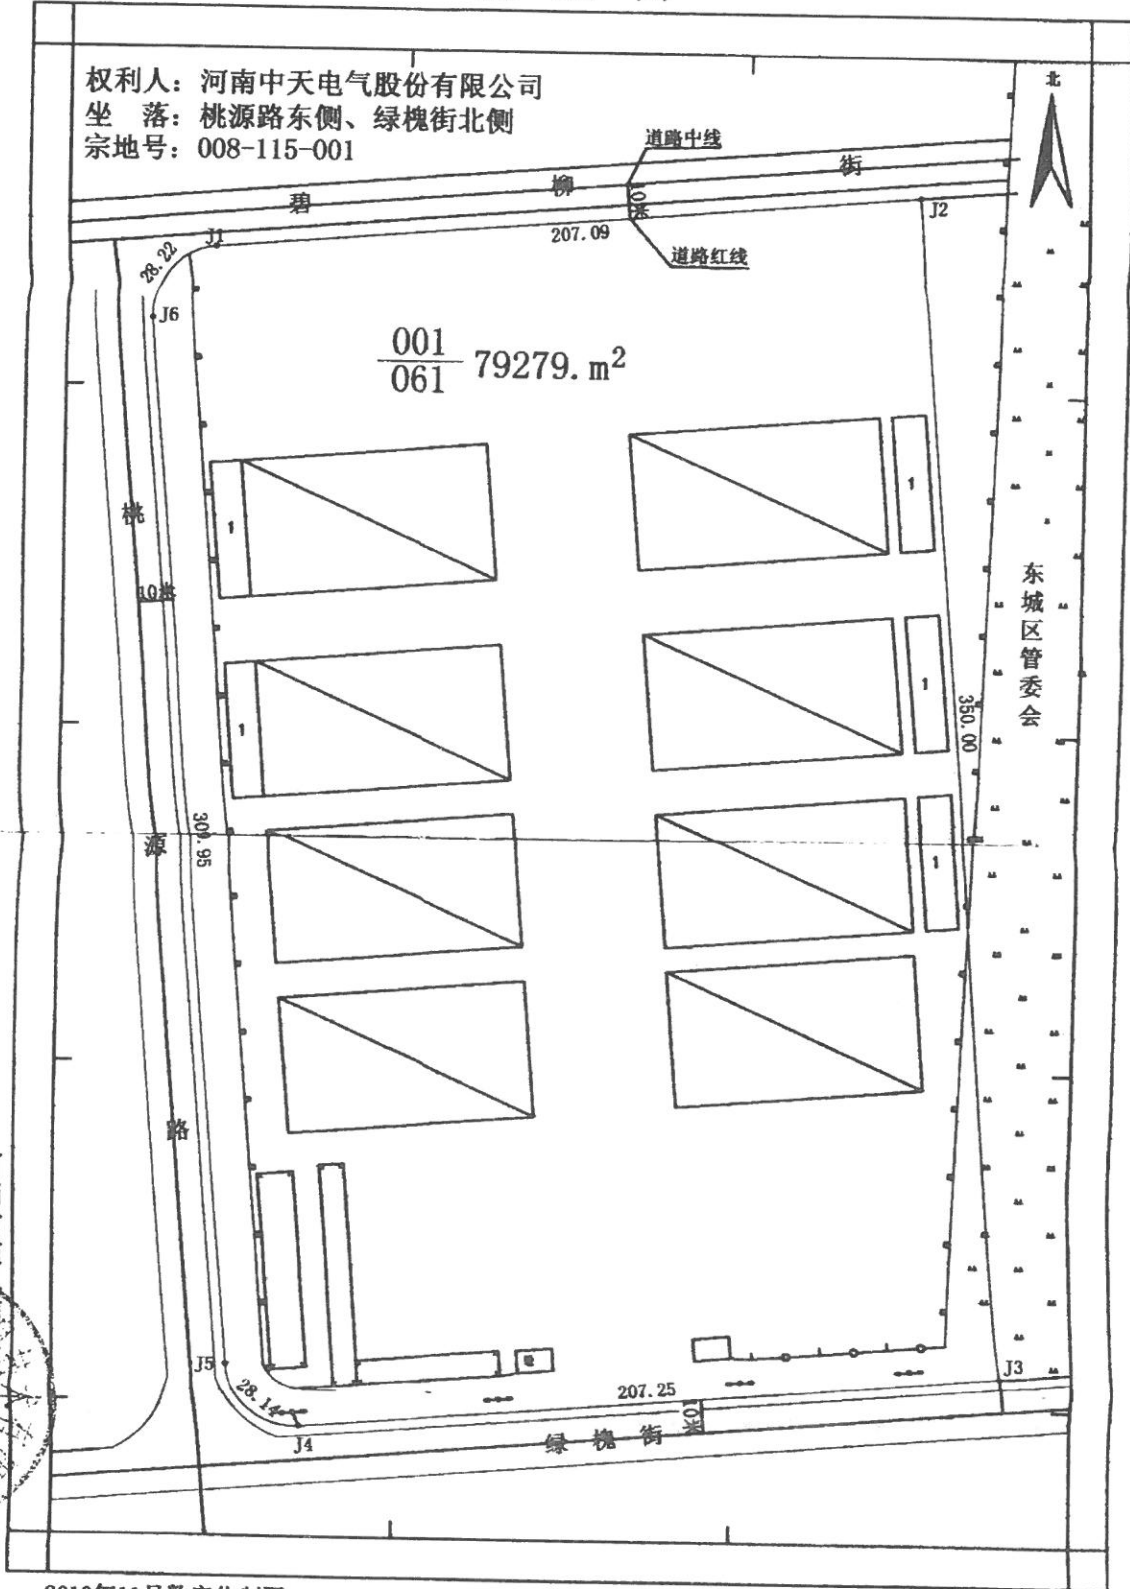 权利人：河南中天电气股份有限公司
坐　落：桃源路东侧、绿槐街北侧
宗地号：008-115-001
北
道路中线
碧　柳　街
10米
J1
J2
207.09
道路红线
28.22
J6
001
061
79279. m²
1
1
桃
10米
东城区管委会
1
1
350.00
309.95
源
1
路
J5
28.14
J4
207.25
10米
J3
绿槐街